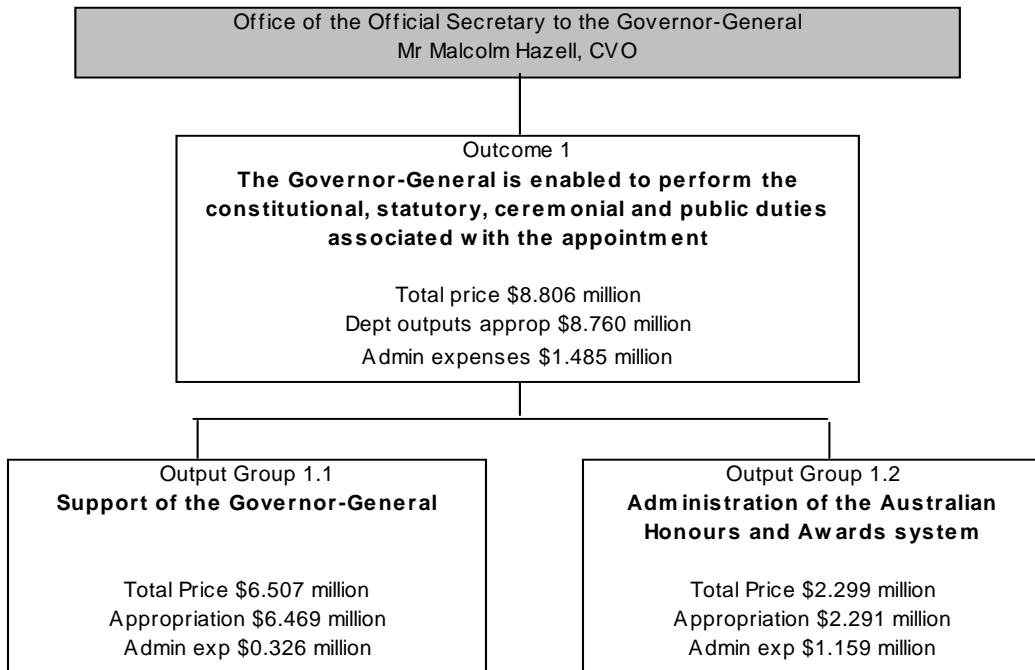 Office of the Official Secretary to the Governor-General
Mr Malcolm Hazell, CVO
Outcome 1
The Governor-General is enabled to perform the
constitutional, statutory, ceremonial and public duties
associated with the appointment
Total price $8.806 million
Dept outputs approp $8.760 million
Admin expenses $1.485 million
Output Group 1.1
Support of the Governor-General
Total Price $6.507 million
Appropriation $6.469 million
Admin exp $0.326 million
Output Group 1.2
Administration of the Australian
Honours and Awards system
Total Price $2.299 million
Appropriation $2.291 million
Admin exp $1.159 million